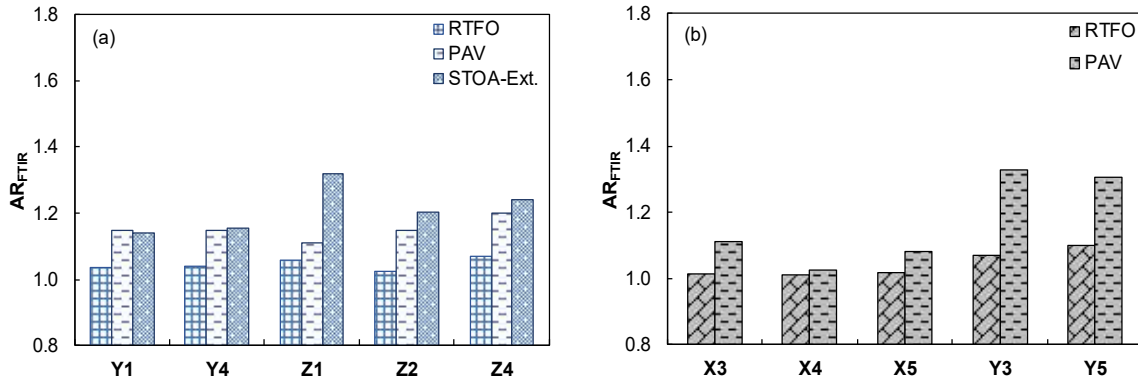 (a)
RTFO
PAV
STOA-Ext.
AR_FTIR
1.8
1.6
1.4
1.2
1.0
0.8
Y1 Y4 Z1 Z2 Z4
(b)
RTFO
PAV
AR_FTIR
1.8
1.6
1.4
1.2
1.0
0.8
X3 X4 X5 Y3 Y5